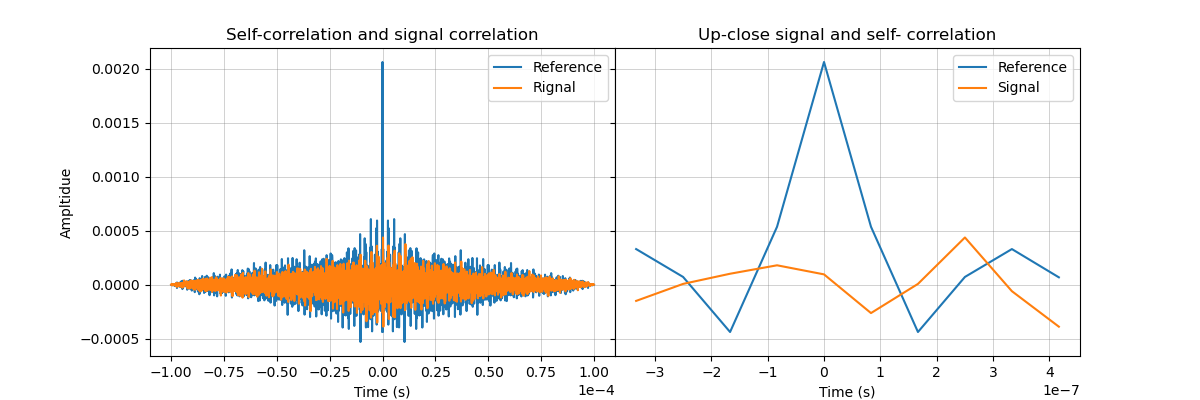 Self-correlation and signal correlation
Up-close signal and self- correlation
Ampltidue
0.0020
0.0015
0.0010
0.0005
0.0000
−0.0005
Reference
Rignal
Reference
Signal
−1.00 −0.75 −0.50 −0.25 0.00 0.25 0.50 0.75 1.00
Time (s)
1e−4
−3 −2 −1 0 1 2 3 4
Time (s)
1e−7